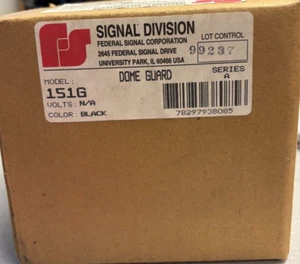 SIGNAL DIVISION
FEDERAL SIGNAL CORPORATION
2645 FEDERAL SIGNAL DRIVE
UNIVERSITY PARK, IL 60466 USA
LOT CONTROL
99237
DOME GUARD
SERIES
A
MODEL:
151G
VOLTS: N/A
COLOR: BLACK
78297938085